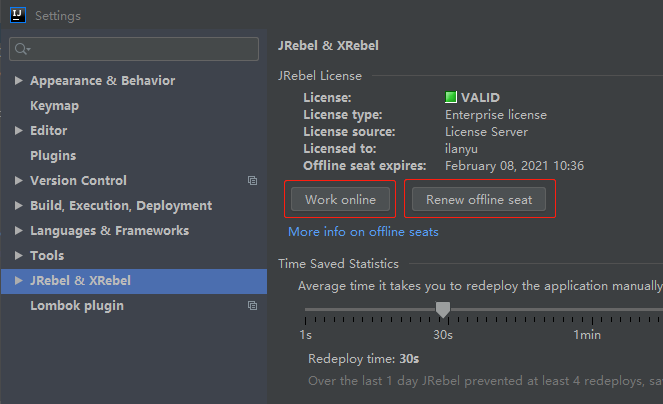 Settings
JRebel & XRebel
Appearance & Behavior
JRebel License
Keymap
License: VALID
License type: Enterprise license
Editor
License source: License Server
Plugins
Licensed to: ilanyu
Version Control
Offline seat expires: February 08, 2021 10:36
Build, Execution, Deployment
Work online Renew offline seat
Languages & Frameworks
More info on offline seats
Tools
Time Saved Statistics
JRebel & XRebel
Average time it takes you to redeploy the application manually
Lombok plugin
1s 30s 1min
Redeploy time: 30s
Over the last 1 day JRebel prevented at least 4 redeploys, sa